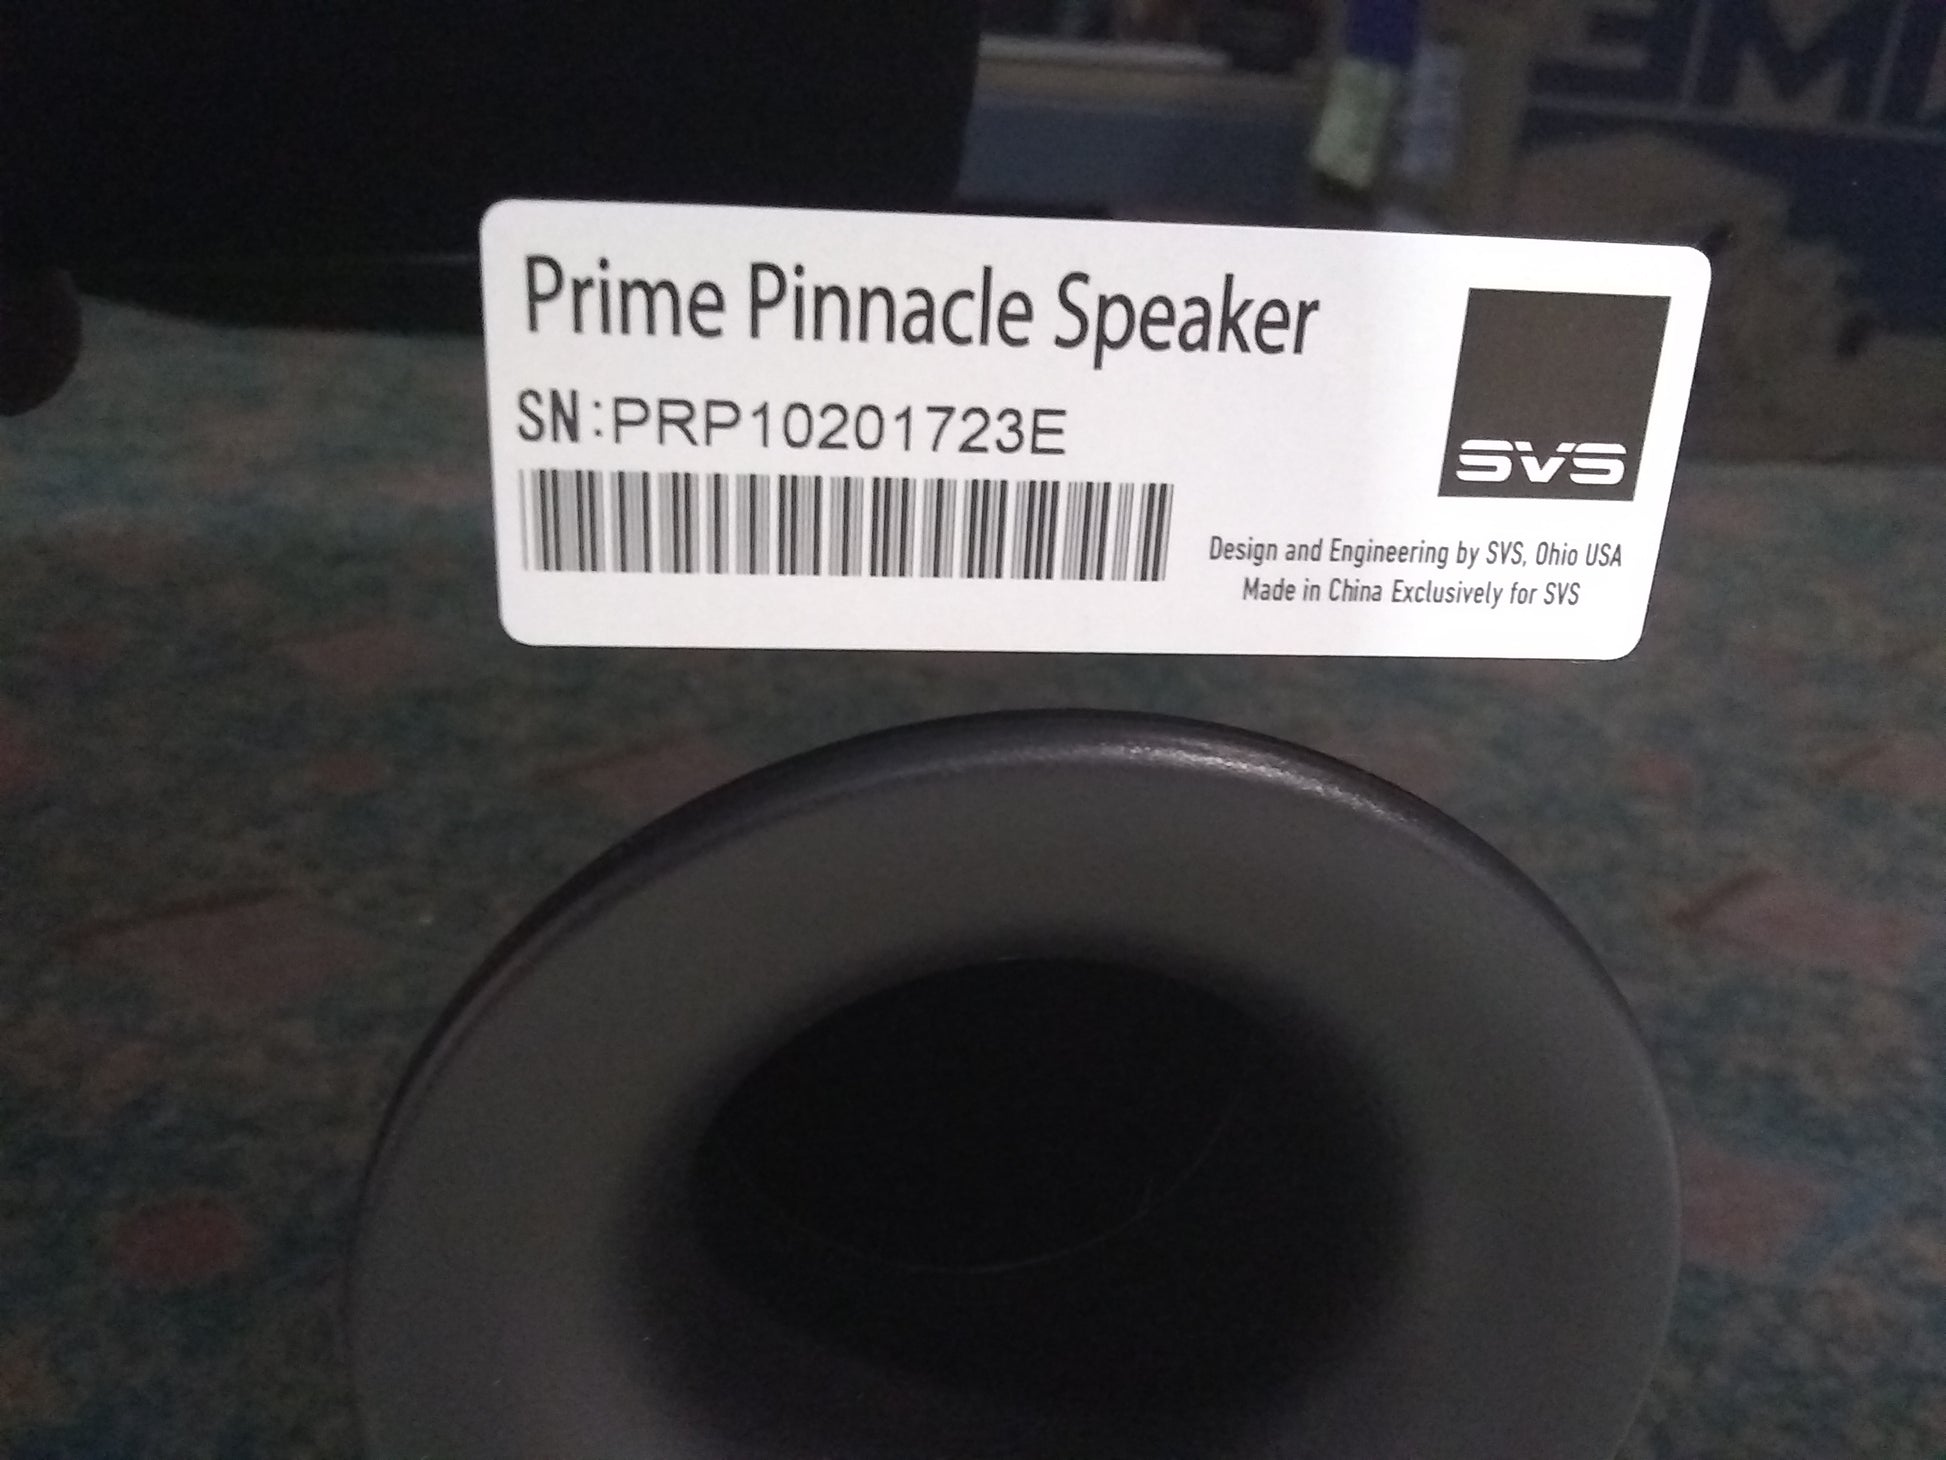 Prime Pinnacle Speaker
SN:PRP10201723E
SVS
Design and Engineering by SVS, Ohio USA
Made in China Exclusively for SVS